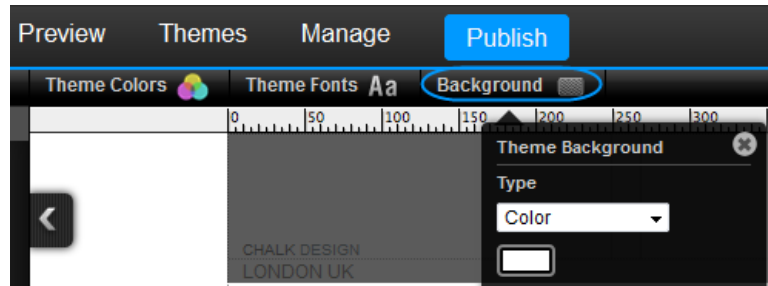 Preview Themes Manage Publish
Theme Colors Theme Fonts Aa Background
0 50 100 150 200 250 300
Theme Background
Type
Color
CHALK DESIGN
LONDON UK